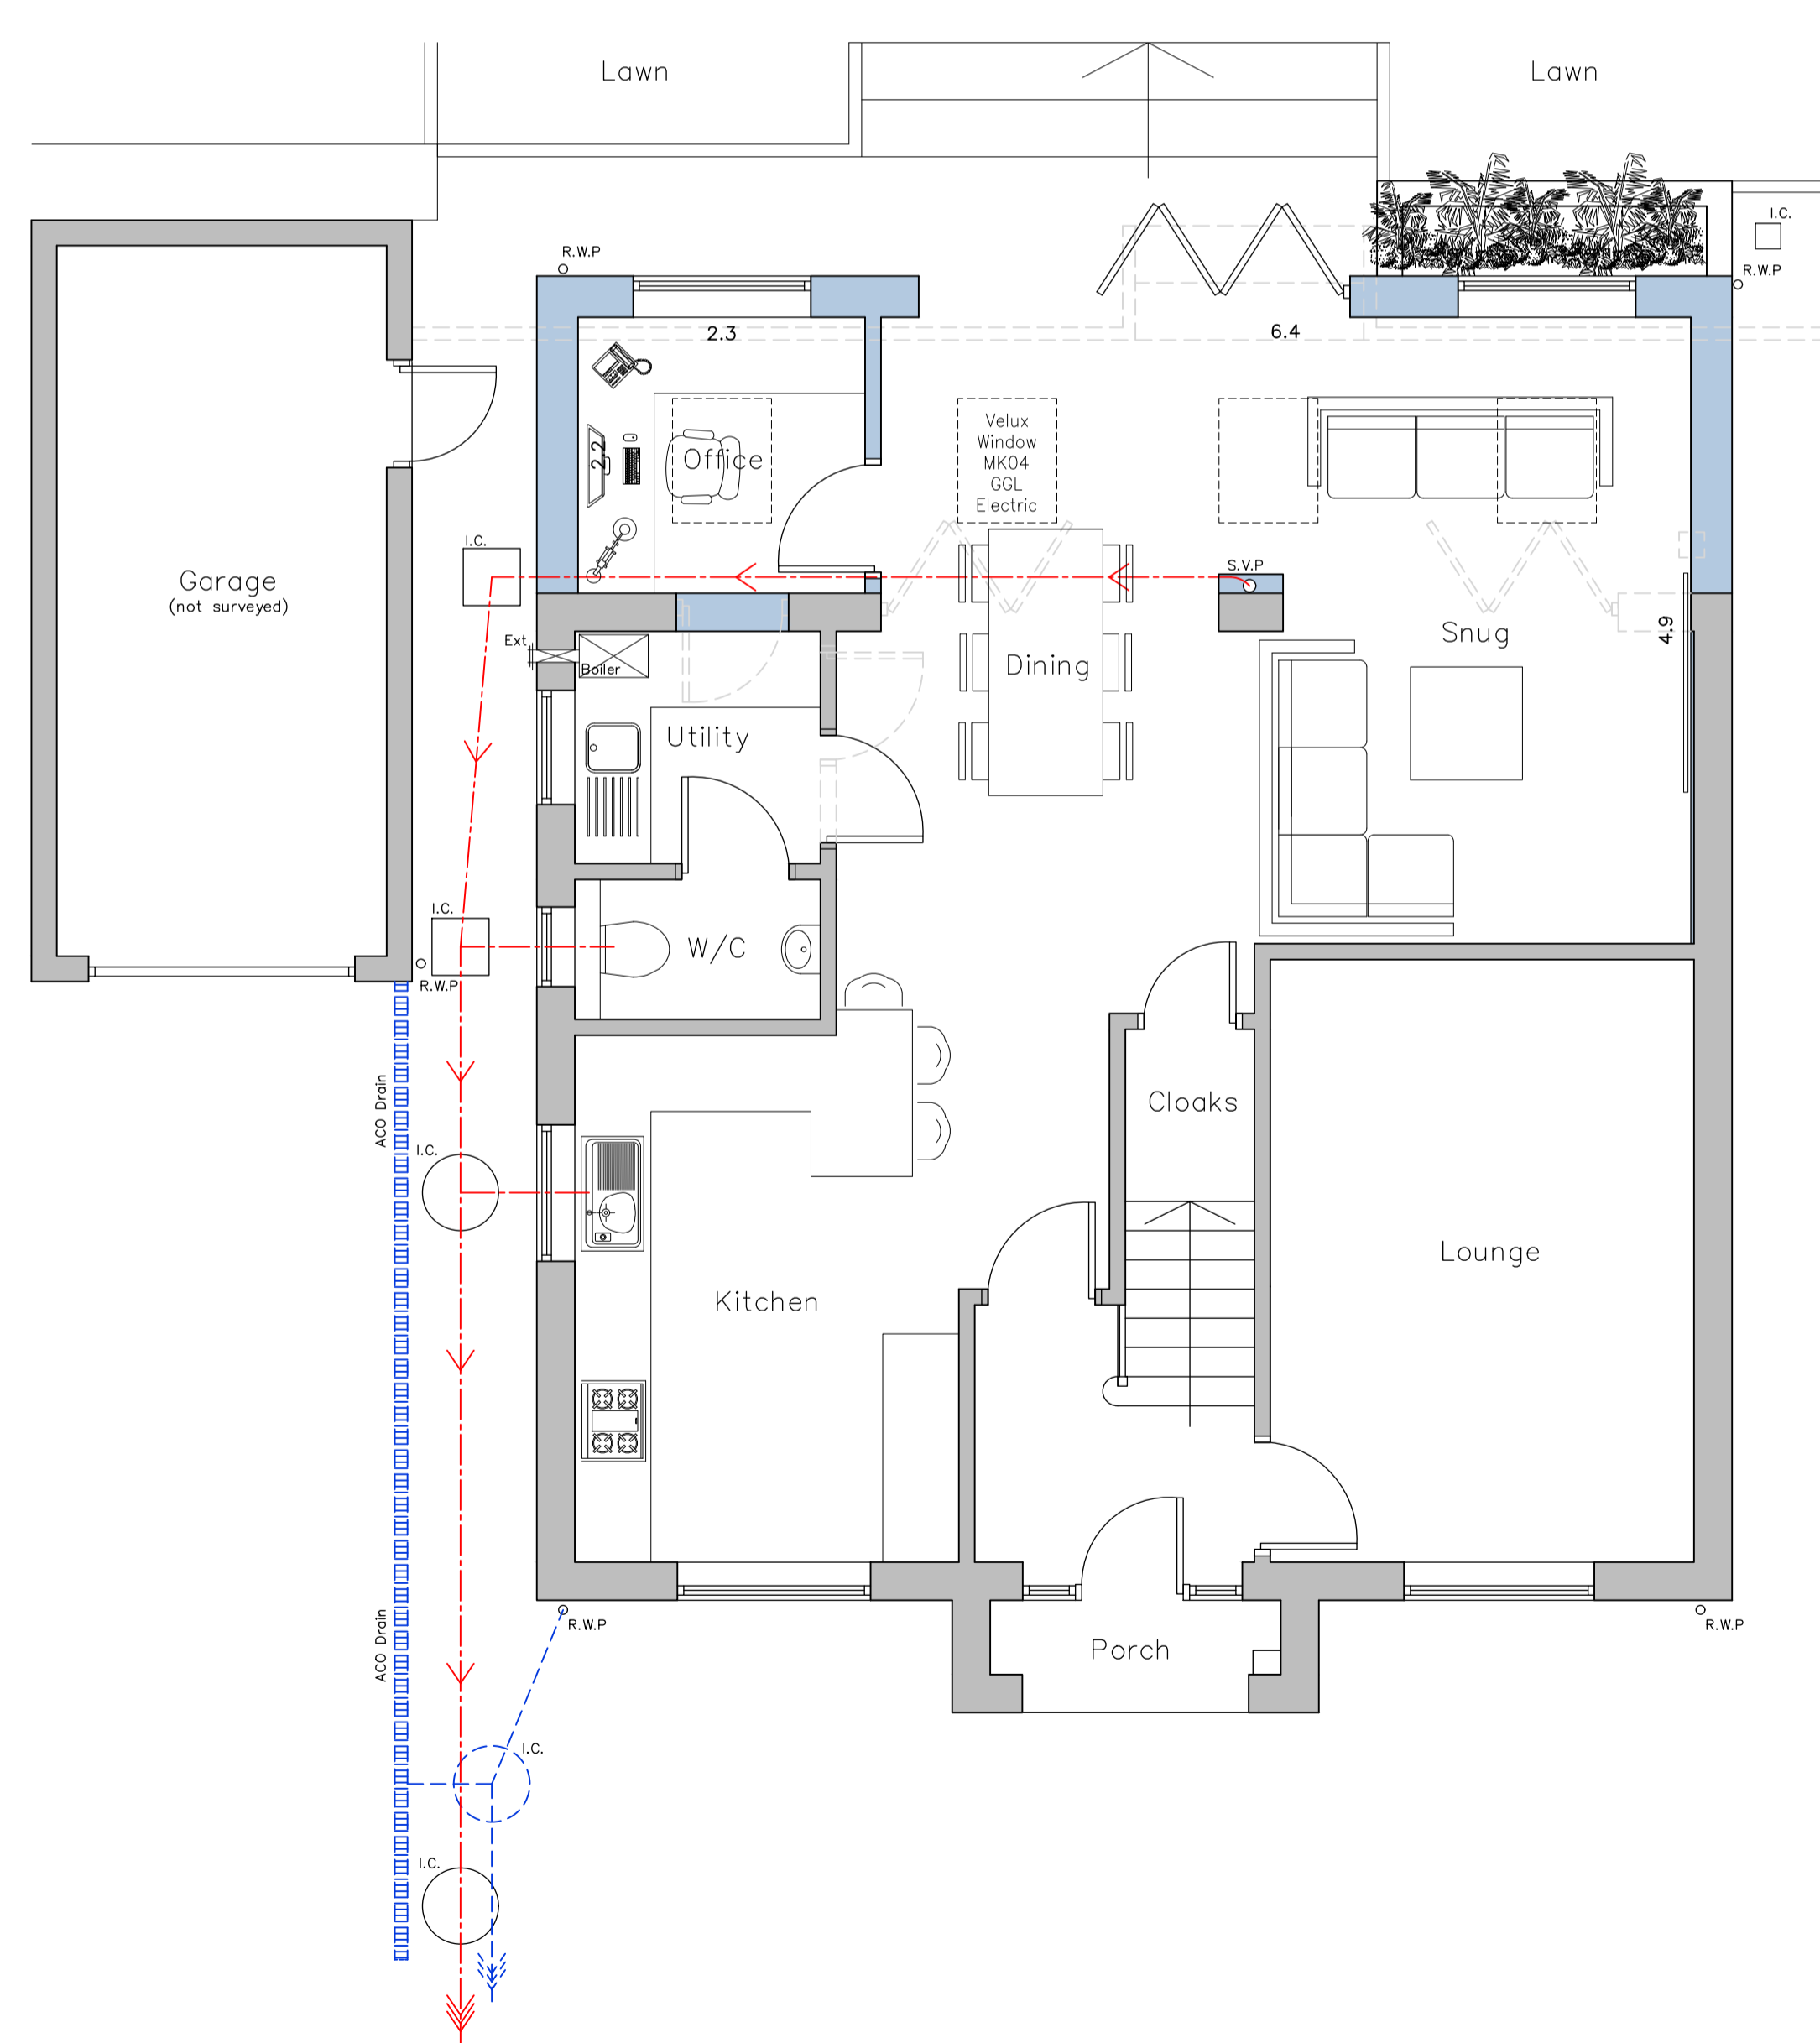 Lawn
Lawn
I.C.
R.W.P
R.W.P
2.3
6.4
Velux
Window
MK04
GGL
Electric
2.2
Office
I.C.
S.V.P
Garage
(not surveyed)
Ext
Boiler
Snug
4.9
Dining
Utility
I.C.
W/C
R.W.P
ACO Drain
Cloaks
I.C.
Lounge
Kitchen
ACO Drain
R.W.P
R.W.P
Porch
I.C.
I.C.